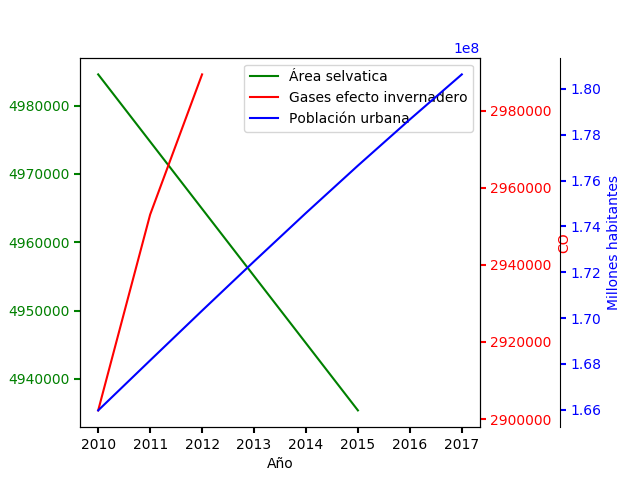 1e8
Área selvatica
Gases efecto invernadero
Población urbana
4980000
4970000
4960000
4950000
4940000
2980000
2960000
2940000
2920000
2900000
CO
1.80
1.78
1.76
1.74
1.72
1.70
1.68
1.66
Millones habitantes
2010 2011 2012 2013 2014 2015 2016 2017
Año